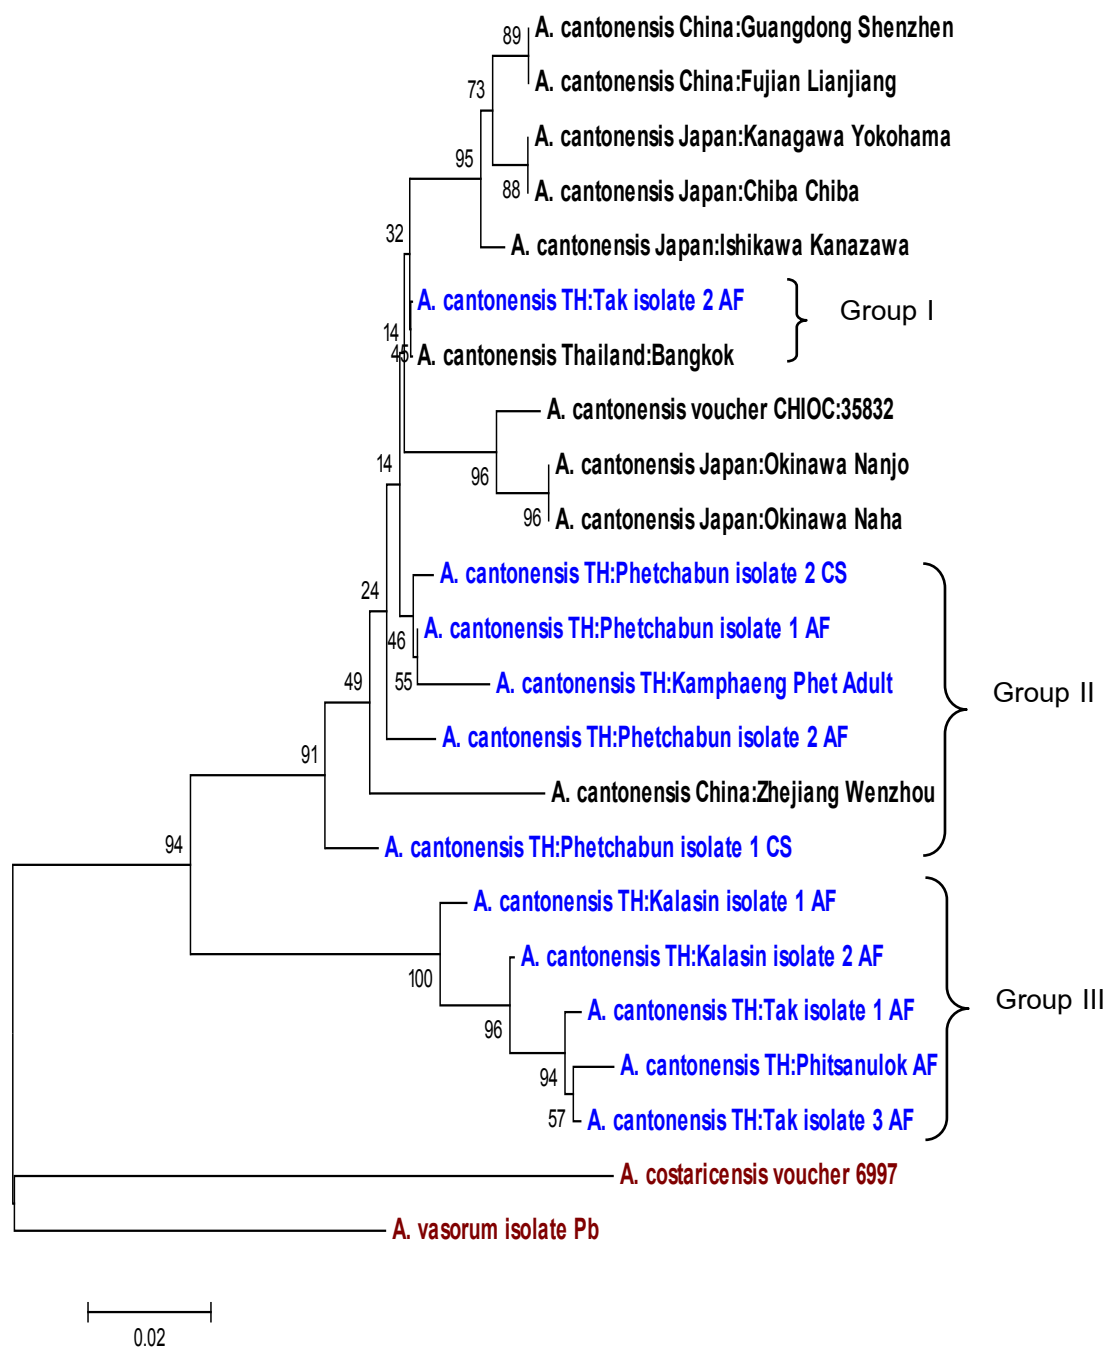 89
A. cantonensis China:Guangdong Shenzhen
A. cantonensis China:Fujian Lianjiang
73
A. cantonensis Japan:Kanagawa Yokohama
95
88
A. cantonensis Japan:Chiba Chiba
32
A. cantonensis Japan:Ishikawa Kanazawa
A. cantonensis TH:Tak isolate 2 AF
Group I
14
45
A. cantonensis Thailand:Bangkok
A. cantonensis voucher CHIOC:35832
14
96
A. cantonensis Japan:Okinawa Nanjo
96
A. cantonensis Japan:Okinawa Naha
A. cantonensis TH:Phetchabun isolate 2 CS
24
46
A. cantonensis TH:Phetchabun isolate 1 AF
49
55
A. cantonensis TH:Kamphaeng Phet Adult
Group II
A. cantonensis TH:Phetchabun isolate 2 AF
91
A. cantonensis China:Zhejiang Wenzhou
94
A. cantonensis TH:Phetchabun isolate 1 CS
A. cantonensis TH:Kalasin isolate 1 AF
100
A. cantonensis TH:Kalasin isolate 2 AF
Group III
96
A. cantonensis TH:Tak isolate 1 AF
94
A. cantonensis TH:Phitsanulok AF
57
A. cantonensis TH:Tak isolate 3 AF
A. costaricensis voucher 6997
A. vasorum isolate Pb
0.02